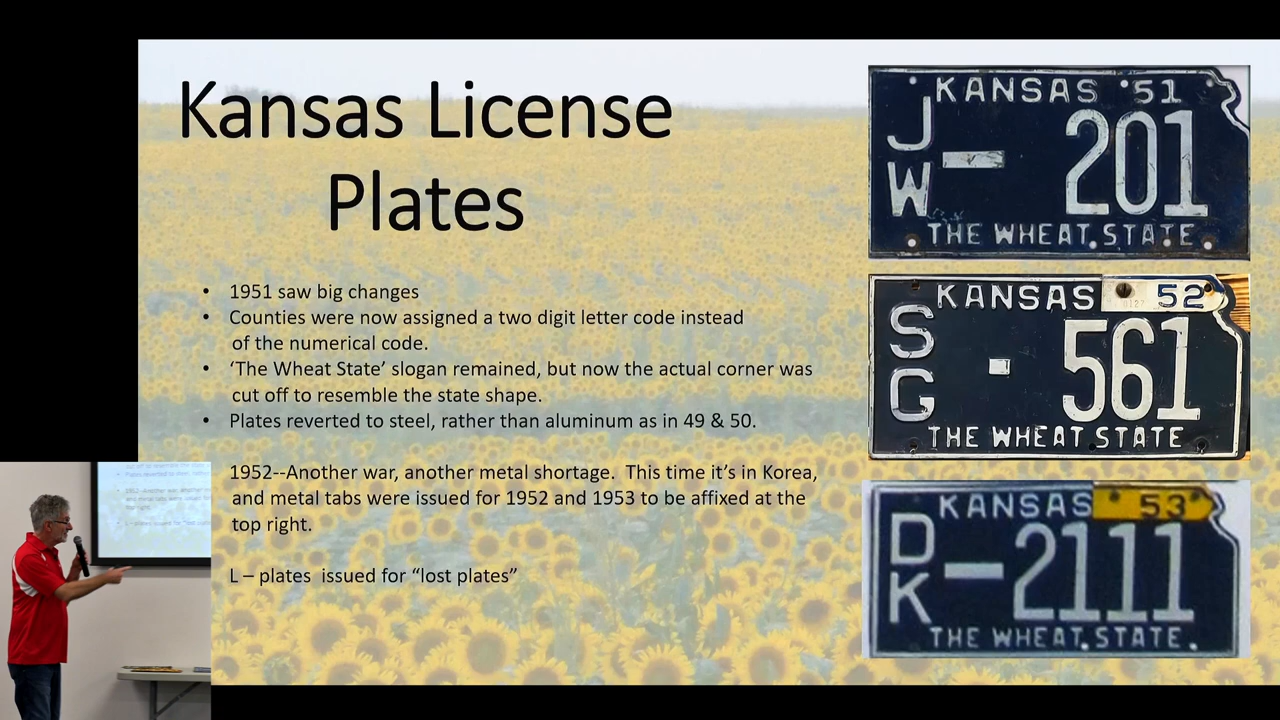 Kansas License
Plates
• 1951 saw big changes
• Counties were now assigned a two digit letter code instead
of the numerical code.
• ‘The Wheat State’ slogan remained, but now the actual corner was
cut off to resemble the state shape.
• Plates reverted to steel, rather than aluminum as in 49 & 50.
1952--Another war, another metal shortage. This time it’s in Korea,
and metal tabs were issued for 1952 and 1953 to be affixed at the
top right.
L – plates issued for “lost plates”
KANSAS '51
JW - 201
THE WHEAT STATE
KANSAS 52
SG - 561
THE WHEAT STATE
KANSAS 53
DK - 2111
THE WHEAT STATE